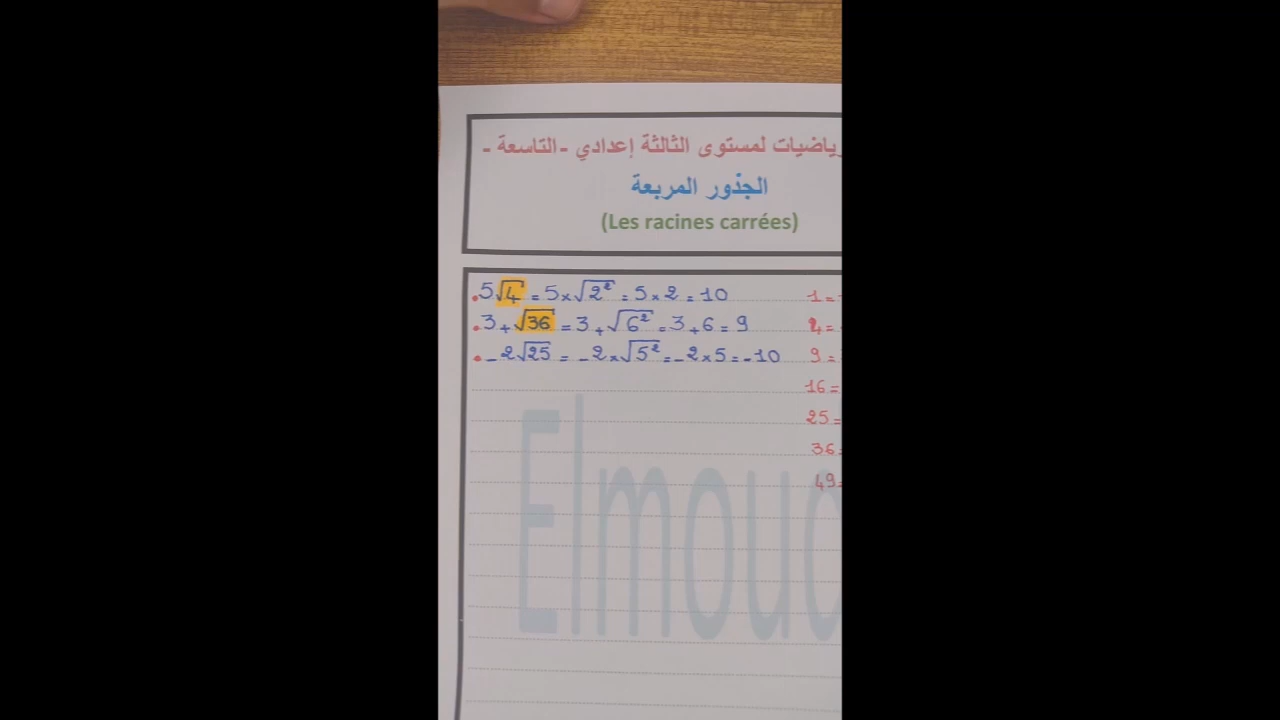 رياضيات لمستوى الثالثة إعدادي -التاسعة-
الجذور المربعة
(Les racines carrées)
.5√4 = 5×√2² = 5×2 = 10
.3+√36 = 3+√6² = 3+6 = 9
.-2√25 = -2×√5² = -2×5 = -10
1=
4=
9=
16=
25=
36=
49=
Elmoud